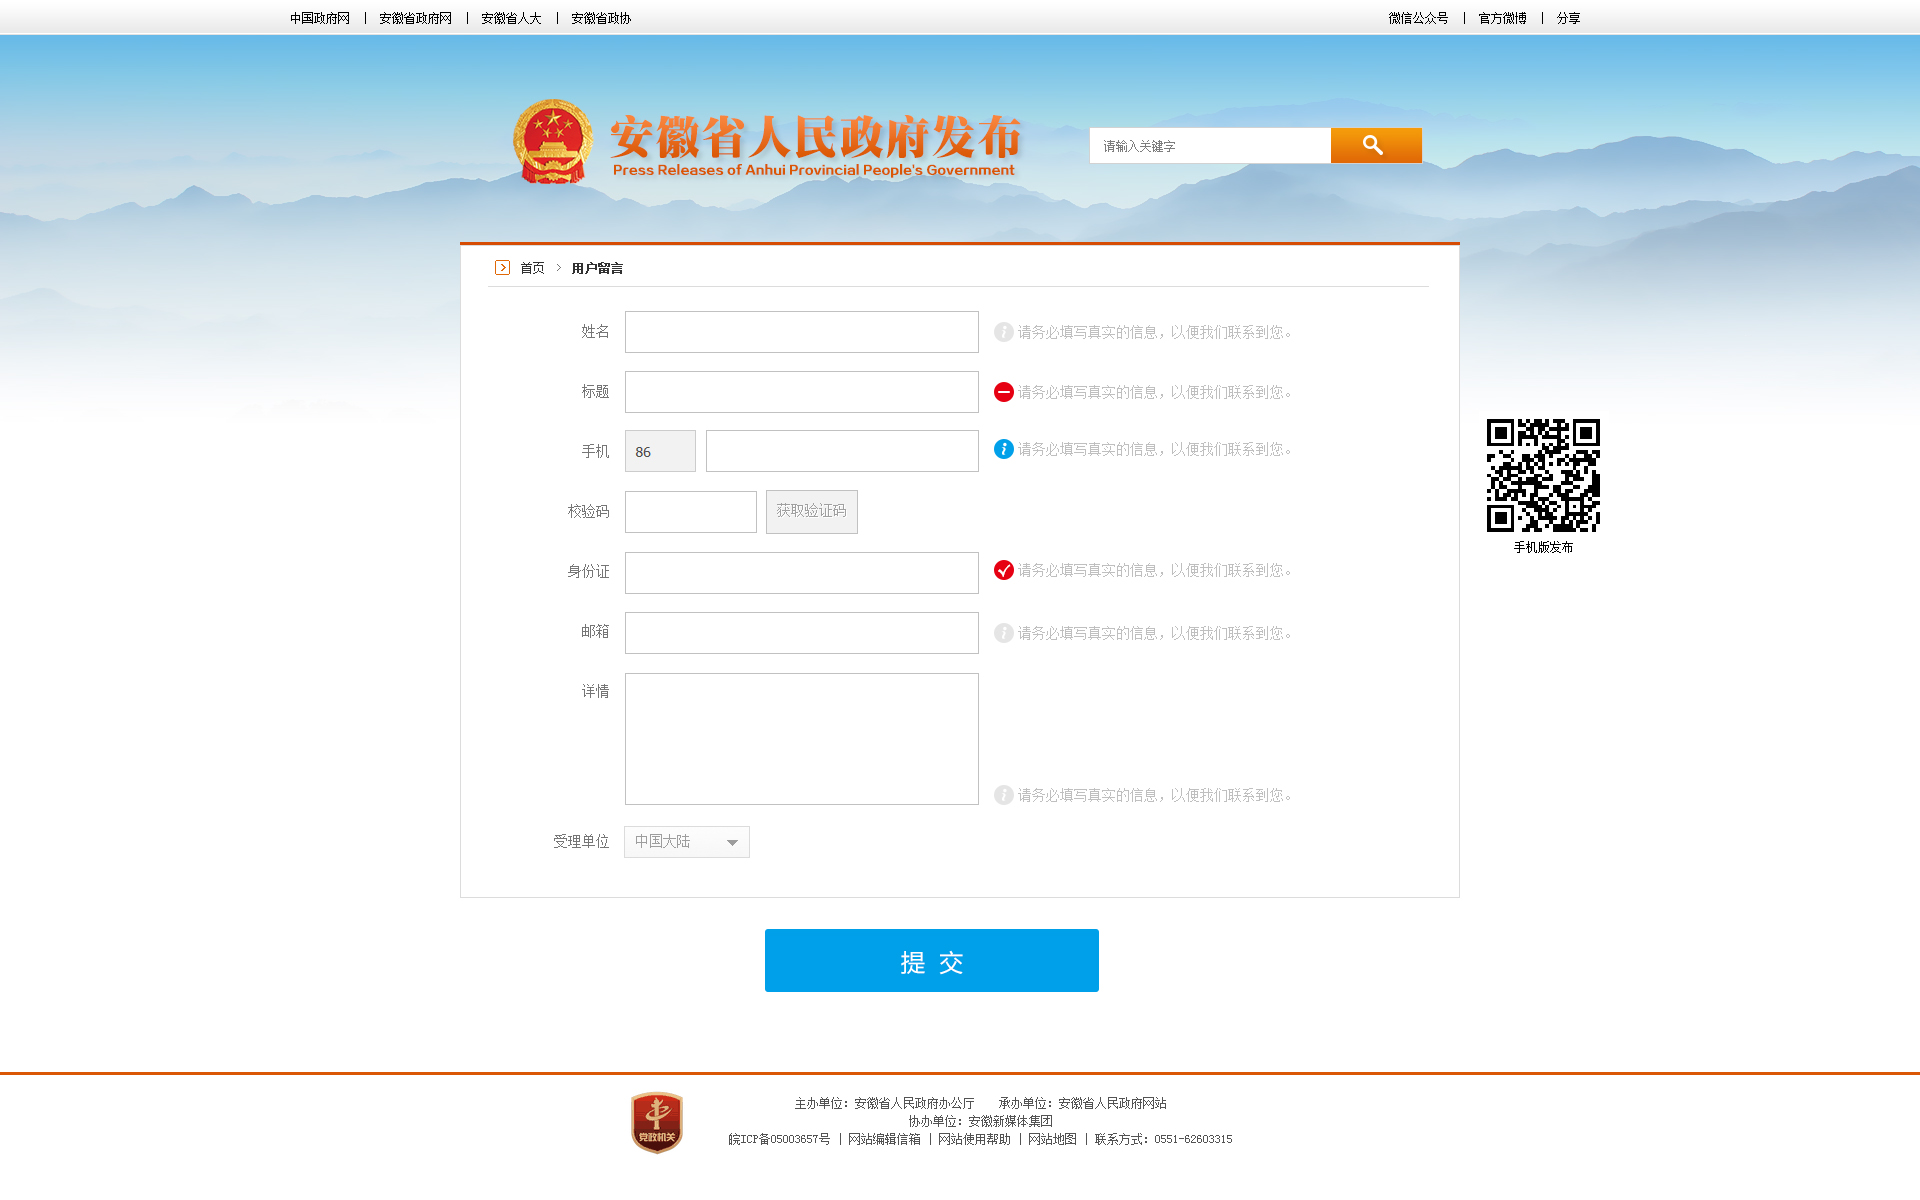 中国政府网 | 安徽省政府网 | 安徽省人大 | 安徽省政协
微信公众号 | 官方微博 | 分享
安徽省人民政府发布
Press Releases of Anhui Provincial People's Government
请输入关键字
首页 > 用户留言
姓名
请务必填写真实的信息，以便我们联系到您。
标题
请务必填写真实的信息，以便我们联系到您。
手机 86
请务必填写真实的信息，以便我们联系到您。
校验码 获取验证码
身份证
请务必填写真实的信息，以便我们联系到您。
邮箱
请务必填写真实的信息，以便我们联系到您。
详情
请务必填写真实的信息，以便我们联系到您。
受理单位 中国大陆
手机版发布
提 交
党政机关
主办单位：安徽省人民政府办公厅 承办单位：安徽省人民政府网站
协办单位：安徽新媒体集团
皖ICP备05003657号 | 网站编辑信箱 | 网站使用帮助 | 网站地图 | 联系方式：0551-62603315